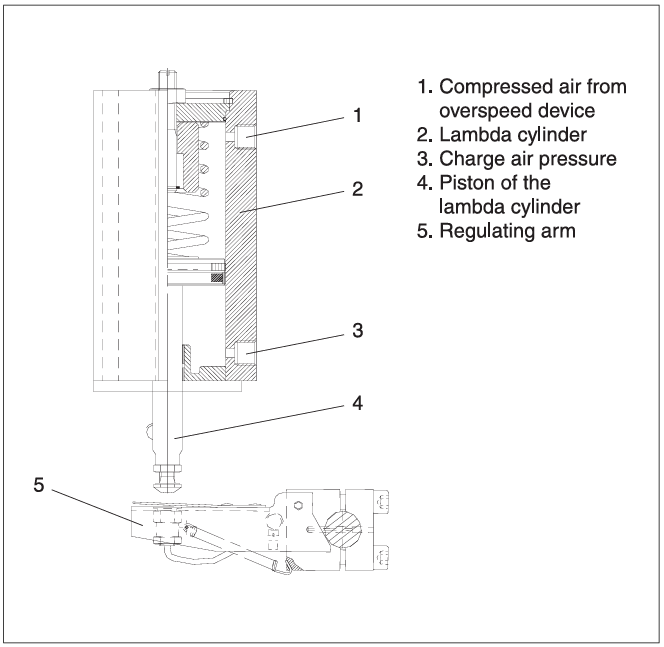 1. Compressed air from
overspeed device
2. Lambda cylinder
3. Charge air pressure
4. Piston of the
lambda cylinder
5. Regulating arm
1
2
3
4
5